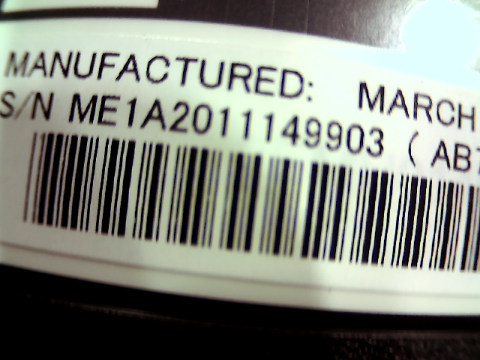 MANUFACTURED: MARCH
S/N ME1A2011149903 ( AB